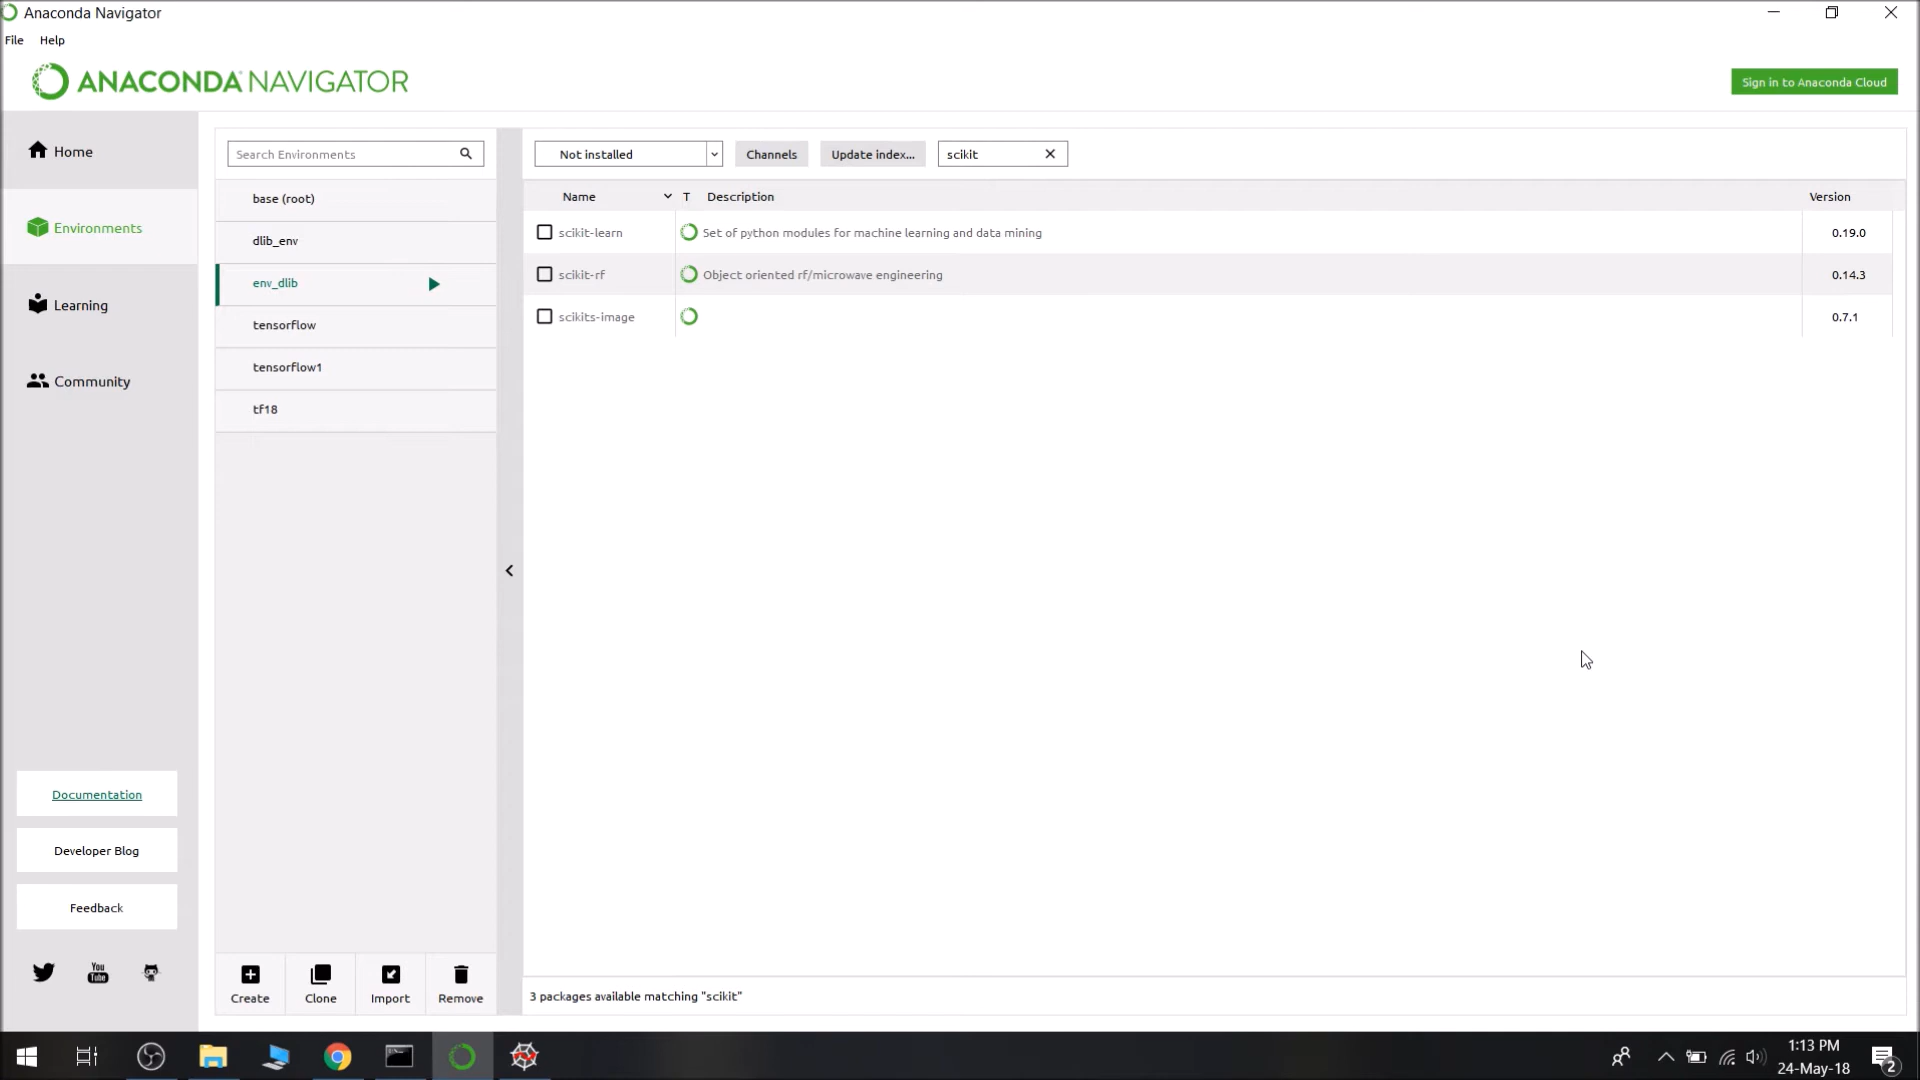 Anaconda Navigator
File Help
ANACONDA NAVIGATOR
Sign in to Anaconda Cloud
Home
Environments
Learning
Community
Documentation
Developer Blog
Feedback
You
Tube
Search Environments
base (root)
dlib_env
env_dlib
tensorflow
tensorflow1
tf18
Create Clone Import Remove
Not installed Channels Update index... scikit
Name T Description Version
scikit-learn Set of python modules for machine learning and data mining 0.19.0
scikit-rf Object oriented rf/microwave engineering 0.14.3
scikits-image 0.7.1
3 packages available matching "scikit"
1:13 PM
24-May-18
2